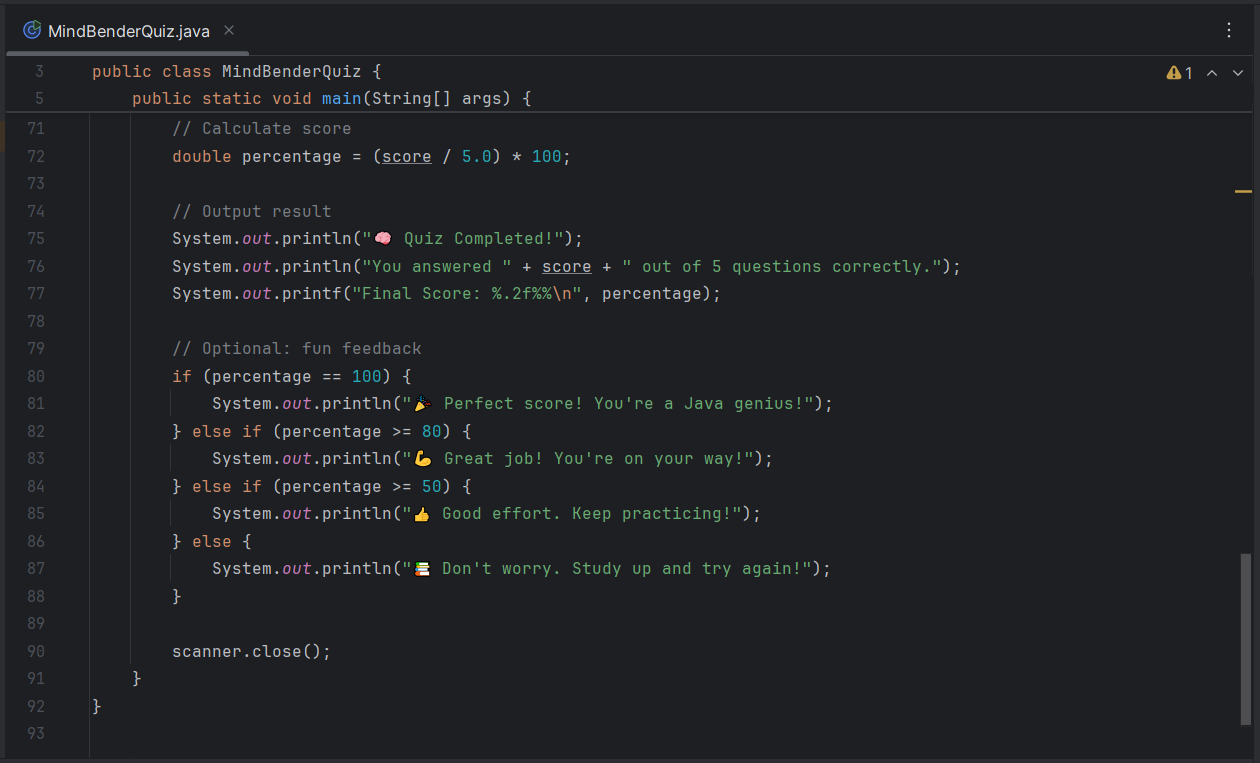 MindBenderQuiz.java
1
3 public class MindBenderQuiz {
5     public static void main(String[] args) {
71         // Calculate score
72         double percentage = (score / 5.0) * 100;
73
74         // Output result
75         System.out.println("🧠 Quiz Completed!");
76         System.out.println("You answered " + score + " out of 5 questions correctly.");
77         System.out.printf("Final Score: %.2f%%\n", percentage);
78
79         // Optional: fun feedback
80         if (percentage == 100) {
81             System.out.println("🎉 Perfect score! You're a Java genius!");
82         } else if (percentage >= 80) {
83             System.out.println("💪 Great job! You're on your way!");
84         } else if (percentage >= 50) {
85             System.out.println("👍 Good effort. Keep practicing!");
86         } else {
87             System.out.println("📚 Don't worry. Study up and try again!");
88         }
89
90         scanner.close();
91     }
92 }
93